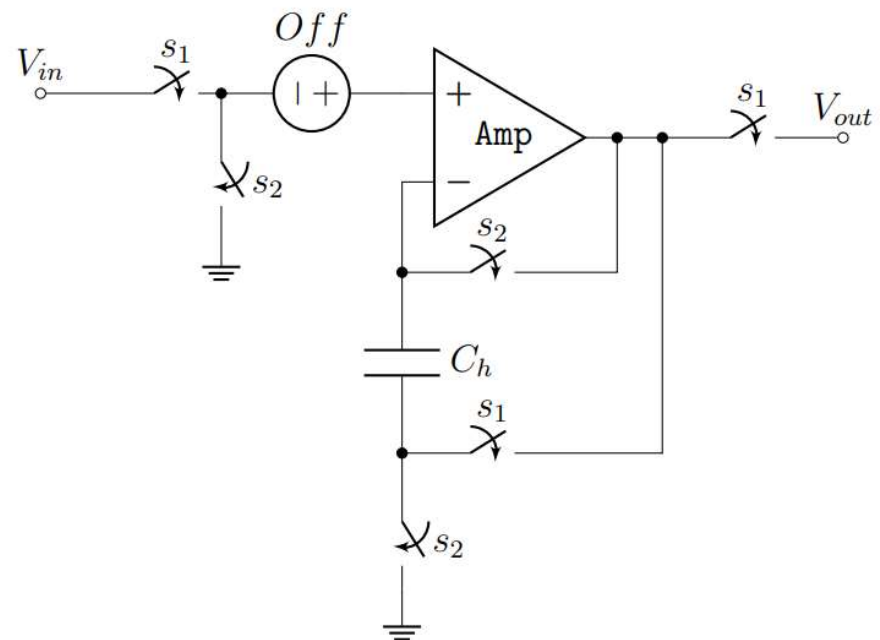 Off
V_in
s_1
s_1
V_out
+
Amp
−
− +
s_2
s_2
C_h
s_1
s_2